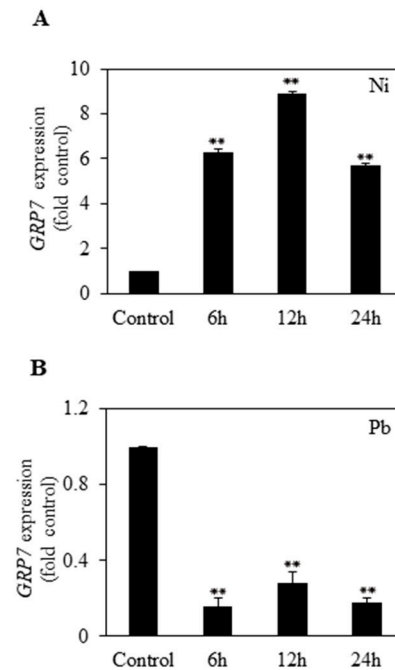 A
Ni
GRP7 expression
(fold control)
10
8
6
4
2
0
**
**
**
Control 6h 12h 24h
B
Pb
GRP7 expression
(fold control)
1.2
0.8
0.4
0
**
**
**
Control 6h 12h 24h